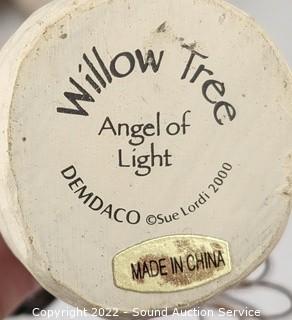 Willow Tree
Angel of
Light
DEMDACO ©Sue Lordi 2000
MADE IN CHINA
Copyright 2022 - Sound Auction Service